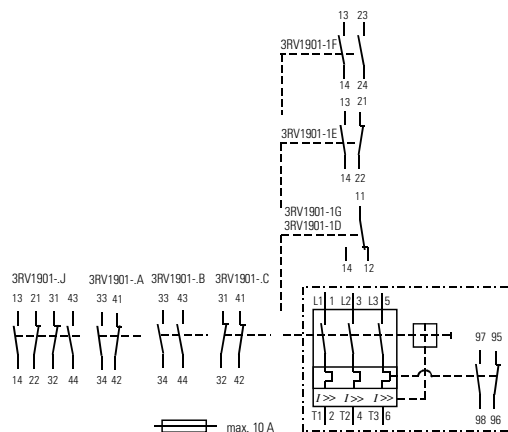 13 23
3RV1901-1F
14 24
13 21
3RV1901-1E
14 22
11
3RV1901-1G
3RV1901-1D
14 12
3RV1901-.J 3RV1901-.A 3RV1901-.B 3RV1901-.C
13 21 31 43 33 41 33 43 31 41
L1 1 L2 3 L3 5
97 95
14 22 32 44 34 42 34 44 32 42
I>> I>> I>>
T1 2 T2 4 T3 6
98 96
max. 10 A